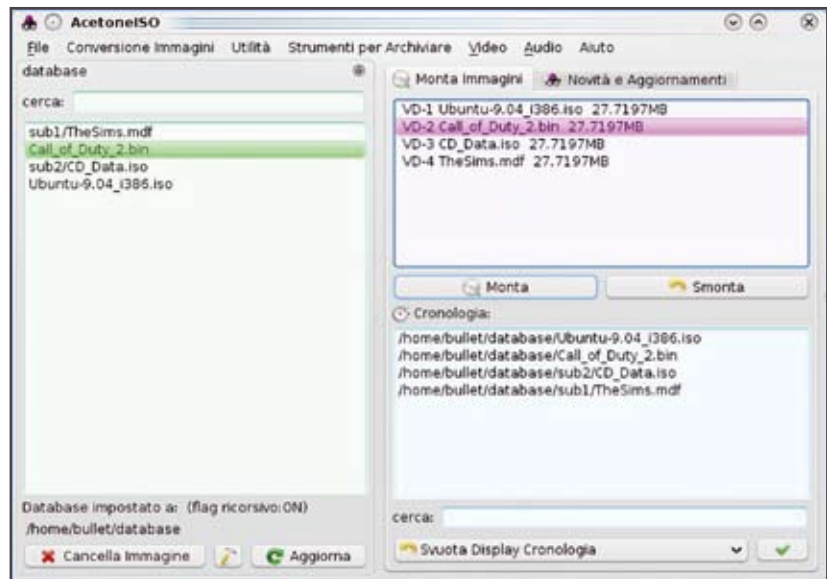 AcetoneISO
File Conversione Immagini Utilità Strumenti per Archiviare Video Audio Aiuto
database
cerca:
sub1/TheSims.mdf
Call_of_Duty_2.bin
sub2/CD_Data.iso
Ubuntu-9.04_i386.iso
Database impostato a: (flag ricorsivo:ON)
/home/bullet/database
Cancella Immagine
Aggiorna
Monta Immagini
Novità e Aggiornamenti
VD-1 Ubuntu-9.04_i386.iso 27.7197MB
VD-2 Call_of_Duty_2.bin 27.7197MB
VD-3 CD_Data.iso 27.7197MB
VD-4 TheSims.mdf 27.7197MB
Monta
Smonta
Cronologia:
/home/bullet/database/Ubuntu-9.04_i386.iso
/home/bullet/database/Call_of_Duty_2.bin
/home/bullet/database/sub2/CD_Data.iso
/home/bullet/database/sub1/TheSims.mdf
cerca:
Svuota Display Cronologia